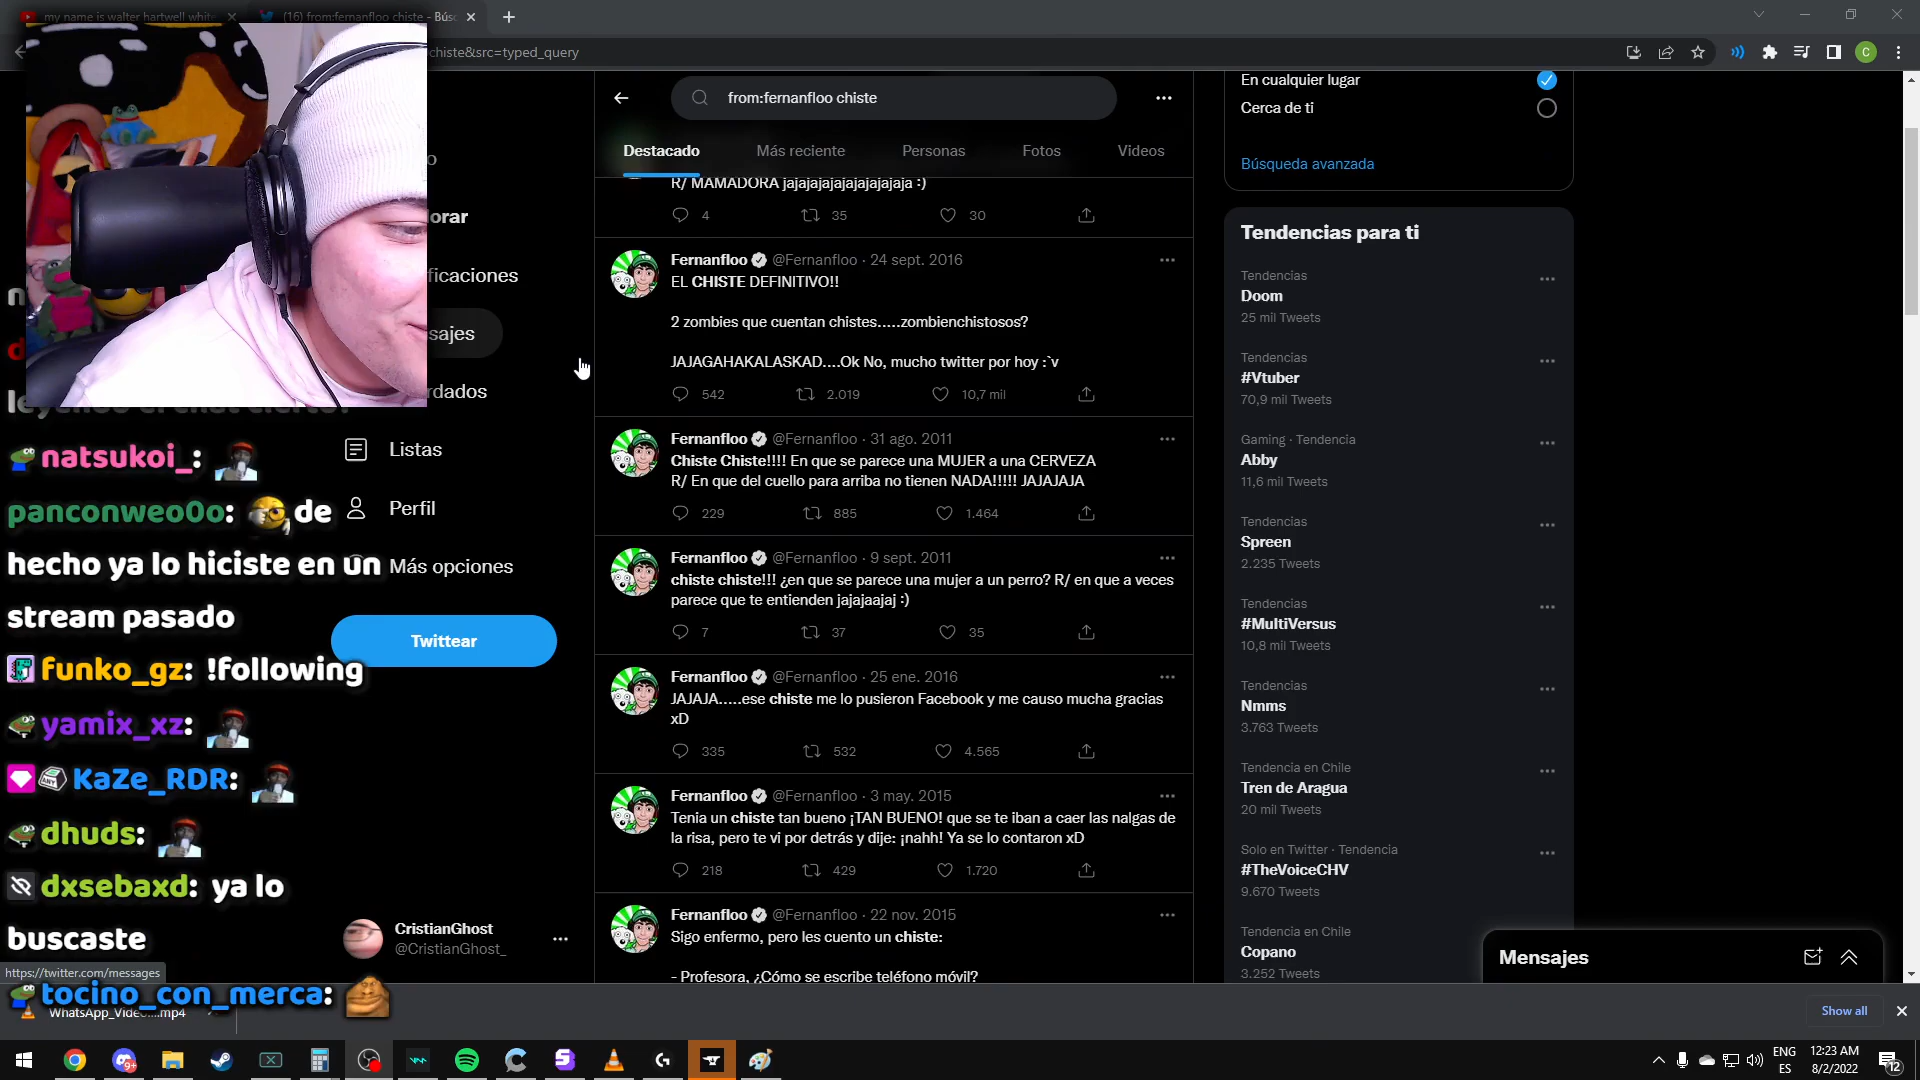 my name is walter hartwell white
(16) from:fernanfloo chiste - Bús
chiste&src=typed_query
from:fernanfloo chiste
Destacado
Más reciente
Personas
Fotos
Videos
R/ MAMADORA jajajajajajajajajaja :)
4 35 30
Fernanfloo @Fernanfloo · 24 sept. 2016
EL CHISTE DEFINITIVO!!
2 zombies que cuentan chistes.....zombienchistosos?
JAJAGAHAKALASKAD....Ok No, mucho twitter por hoy :`v
542 2.019 10,7 mil
Fernanfloo @Fernanfloo · 31 ago. 2011
Chiste Chiste!!!! En que se parece una MUJER a una CERVEZA
R/ En que del cuello para arriba no tienen NADA!!!!! JAJAJAJA
229 885 1.464
Fernanfloo @Fernanfloo · 9 sept. 2011
chiste chiste!!! ¿en que se parece una mujer a un perro? R/ en que a veces
parece que te entienden jajajaajaj :)
7 37 35
Fernanfloo @Fernanfloo · 25 ene. 2016
JAJAJA.....ese chiste me lo pusieron Facebook y me causo mucha gracias
xD
335 532 4.565
Fernanfloo @Fernanfloo · 3 may. 2015
Tenia un chiste tan bueno ¡TAN BUENO! que se te iban a caer las nalgas de
la risa, pero te vi por detrás y dije: ¡nahh! Ya se lo contaron xD
218 429 1.720
Fernanfloo @Fernanfloo · 22 nov. 2015
Sigo enfermo, pero les cuento un chiste:
- Profesora, ¿Cómo se escribe teléfono móvil?
En cualquier lugar
Cerca de ti
Búsqueda avanzada
Tendencias para ti
Tendencias
Doom
25 mil Tweets
Tendencias
#Vtuber
70,9 mil Tweets
Gaming · Tendencia
Abby
11,6 mil Tweets
Tendencias
Spreen
2.235 Tweets
Tendencias
#MultiVersus
10,8 mil Tweets
Tendencias
Nmms
3.763 Tweets
Tendencia en Chile
Tren de Aragua
20 mil Tweets
Solo en Twitter · Tendencia
#TheVoiceCHV
9.670 Tweets
Tendencia en Chile
Copano
3.252 Tweets
Mensajes
orar
ficaciones
sajes
rdados
Listas
Perfil
Más opciones
Twittear
CristianGhost
@CristianGhost_
natsukoi_:
panconweo0o: de
hecho ya lo hiciste en un
stream pasado
funko_gz: !following
yamix_xz:
KaZe_RDR:
dhuds:
dxsebaxd: ya lo
buscaste
https://twitter.com/messages
tocino_con_merca:
WhatsApp_Video....mp4
Show all
ENG
ES
12:23 AM
8/2/2022
12